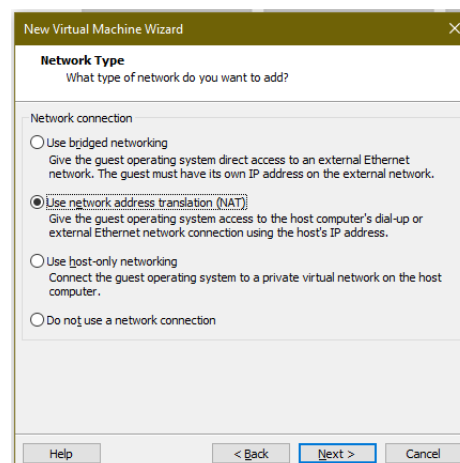 New Virtual Machine Wizard
Network Type
What type of network do you want to add?
Network connection
Use bridged networking
Give the guest operating system direct access to an external Ethernet
network. The guest must have its own IP address on the external network.
Use network address translation (NAT)
Give the guest operating system access to the host computer's dial-up or
external Ethernet network connection using the host's IP address.
Use host-only networking
Connect the guest operating system to a private virtual network on the host
computer.
Do not use a network connection
Help < Back Next > Cancel